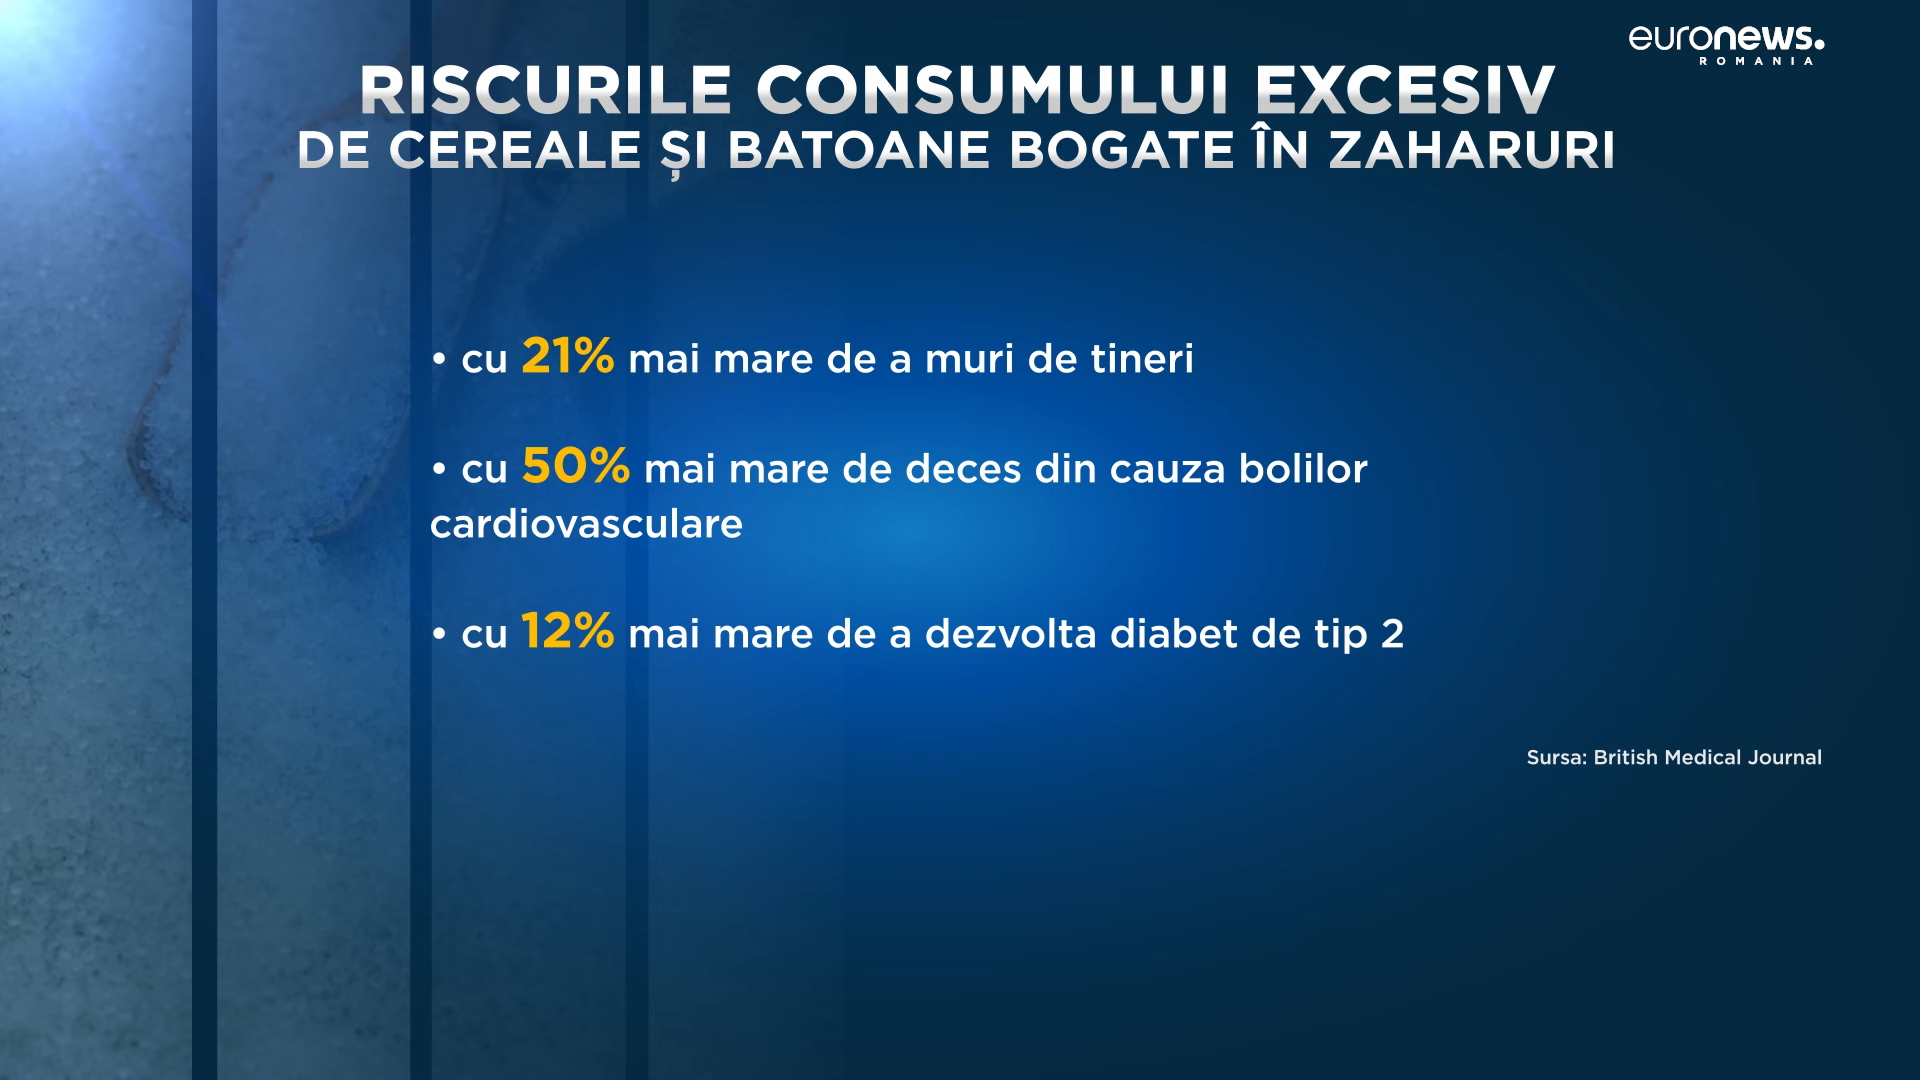 euronews.
ROMANIA
RISCURILE CONSUMULUI EXCESIV
DE CEREALE ȘI BATOANE BOGATE ÎN ZAHARURI
• cu 21% mai mare de a muri de tineri
• cu 50% mai mare de deces din cauza bolilor
cardiovasculare
• cu 12% mai mare de a dezvolta diabet de tip 2
Sursa: British Medical Journal